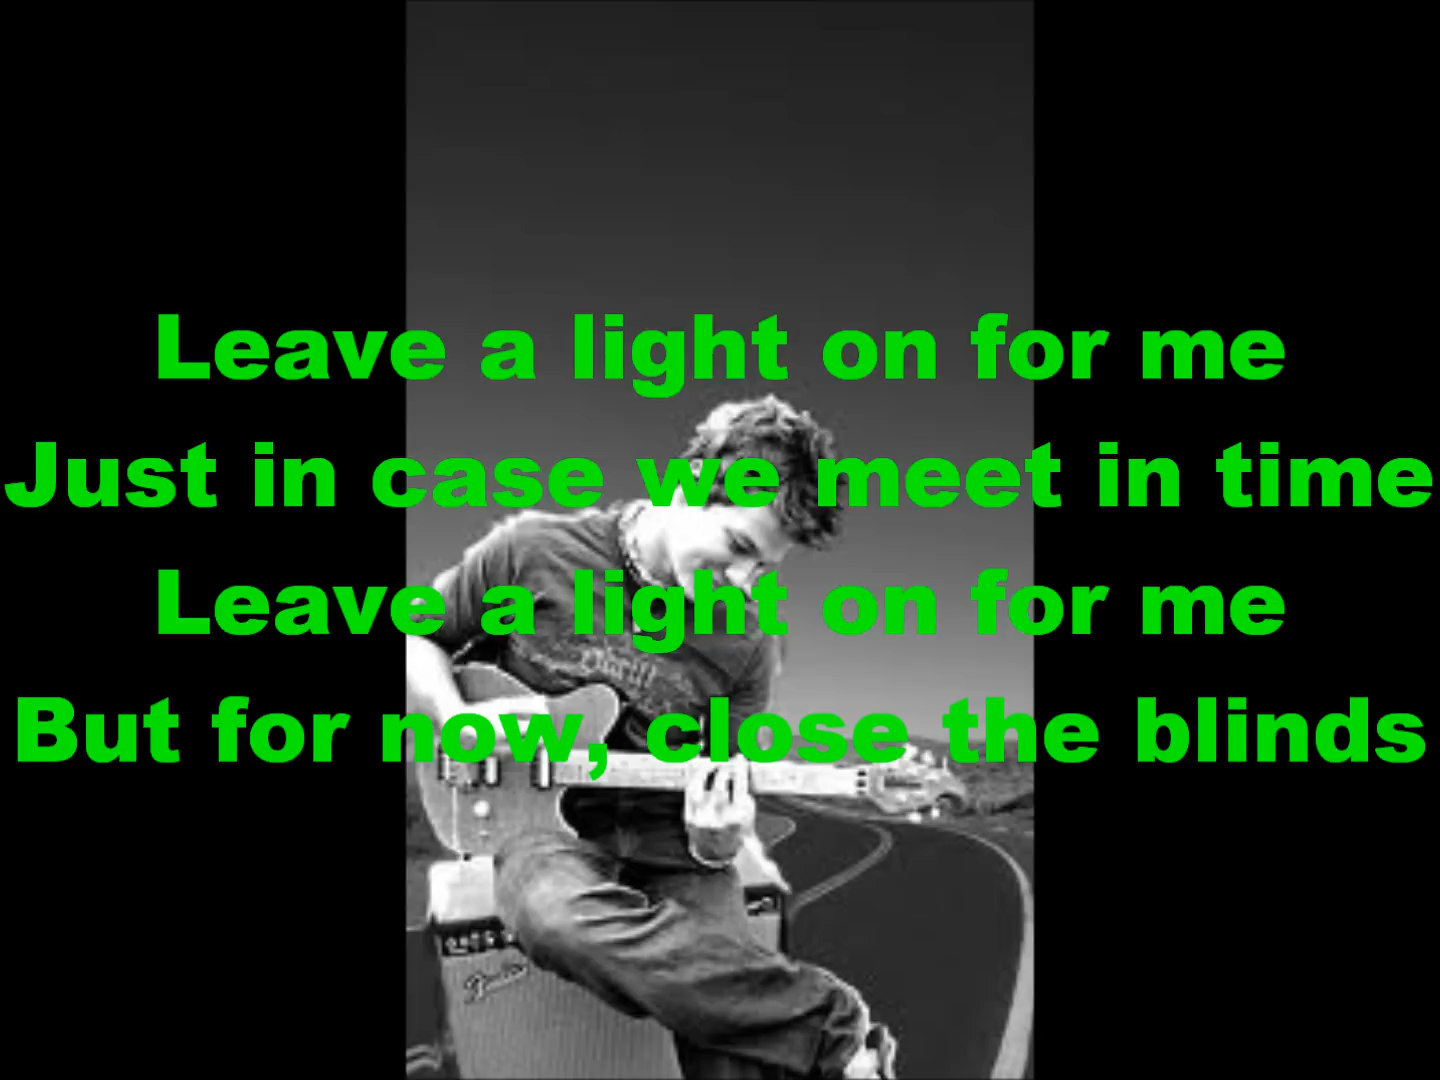 Leave a light on for me
Just in case we meet in time
Leave a light on for me
But for now, close the blinds
Fender